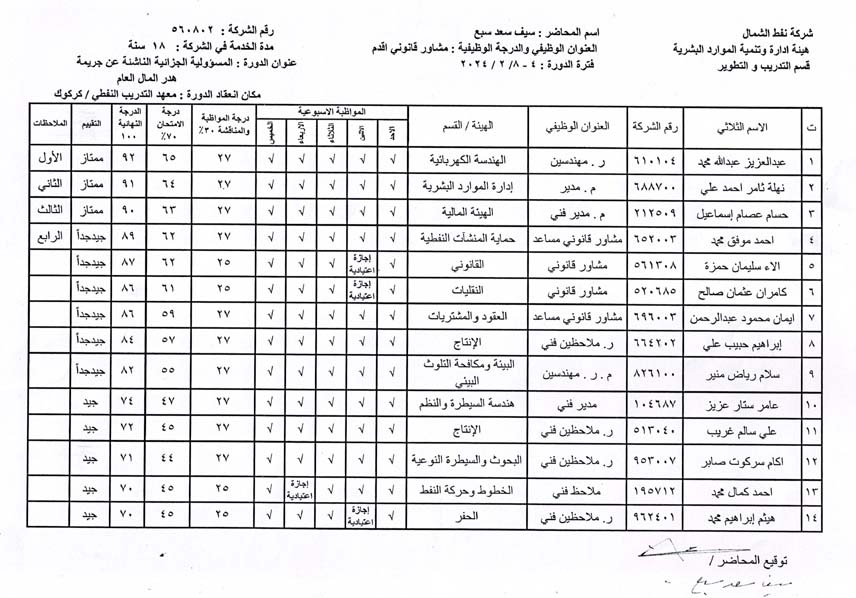 شركة نفط الشمال
هيئة ادارة وتنمية الموارد البشرية
قسم التدريب و التطوير
اسم المحاضر : سيف سعد سبع
العنوان الوظيفي والدرجة الوظيفية : مشاور قانوني اقدم
فترة الدورة : ٤ - ٢٠٢٤/٢/٨
رقم الشركة : ٥٦٠٨٠٢
مدة الخدمة في الشركة : ١٨ سنة
عنوان الدورة : المسؤولية الجزائية الناشئة عن جريمة
هدر المال العام
مكان انعقاد الدورة : معهد التدريب النفطي / كركوك
ت الاسم الثلاثي رقم الشركة العنوان الوظيفي الهيئة / القسم المواظبة الاسبوعية درجة المواظبة والمناقشة ٣٠٪ درجة الامتحان ٧٠٪ الدرجة النهائية ١٠٠ التقييم الملاحظات
الاحد الاثنين الثلاثاء الأربعاء الخميس
١ عبدالعزيز عبدالله محمد ٦١٠١٠٤ ر . مهندسين الهندسة الكهربائية √ √ √ √ √ ٢٧ ٦٥ ٩٢ ممتاز الأول
٢ نهلة ثامر احمد علي ٦٨٨٧٠٠ م . مدير إدارة الموارد البشرية √ √ √ √ √ ٢٧ ٦٤ ٩١ ممتاز الثاني
٣ حسام عصام إسماعيل ٢١٢٥٠٩ م . مدير فني الهيئة المالية √ √ √ √ √ ٢٧ ٦٣ ٩٠ ممتاز الثالث
٤ احمد موفق محمد ٦٥٢٠٠٣ مشاور قانوني مساعد حماية المنشآت النفطية √ √ √ √ √ ٢٧ ٦٢ ٨٩ جيدجداً الرابع
٥ الاء سليمان حمزة ٥٦١٣٠٨ مشاور قانوني القانوني √ إجازة اعتيادية √ √ √ ٢٥ ٦٢ ٨٧ جيدجداً
٦ كامران عثمان صالح ٥٢٠٦٨٥ مشاور قانوني النقليات √ إجازة اعتيادية √ √ √ ٢٥ ٦١ ٨٦ جيدجداً
٧ ايمان محمود عبدالرحمن ٦٩٦٠٠٣ مشاور قانوني مساعد العقود والمشتريات √ √ √ √ √ ٢٧ ٥٩ ٨٦ جيدجداً
٨ إبراهيم حبيب علي ٦٦٤٢٠٢ ر. ملاحظين فني الإنتاج √ √ √ √ √ ٢٧ ٥٧ ٨٤ جيدجداً
٩ سلام رياض منير ٨٢٦١٠٠ م . ر . مهندسين البيئة ومكافحة التلوث البيئي √ √ √ √ √ ٢٧ ٥٥ ٨٢ جيدجداً
١٠ عامر ستار عزيز ١٠٤٦٨٧ مدير فني هندسة السيطرة والنظم √ √ √ √ √ ٢٧ ٤٧ ٧٤ جيد
١١ علي سالم غريب ٥١٣٠٤٠ ر. ملاحظين فني الإنتاج √ √ √ √ √ ٢٧ ٤٥ ٧٢ جيد
١٢ اكام سركوت صابر ٩٥٣٠٠٧ ر. ملاحظين فني البحوث والسيطرة النوعية √ √ √ √ √ ٢٧ ٤٤ ٧١ جيد
١٣ احمد كمال محمد ١٩٥٧١٢ ملاحظ فني الخطوط وحركة النفط √ √ √ إجازة اعتيادية √ ٢٥ ٤٥ ٧٠ جيد
١٤ هيثم إبراهيم محمد ٩٦٢٤٠١ ر. ملاحظين فني الحفر √ إجازة اعتيادية √ √ √ ٢٥ ٤٥ ٧٠ جيد
توقيع المحاضر /
سيف سعد سبع